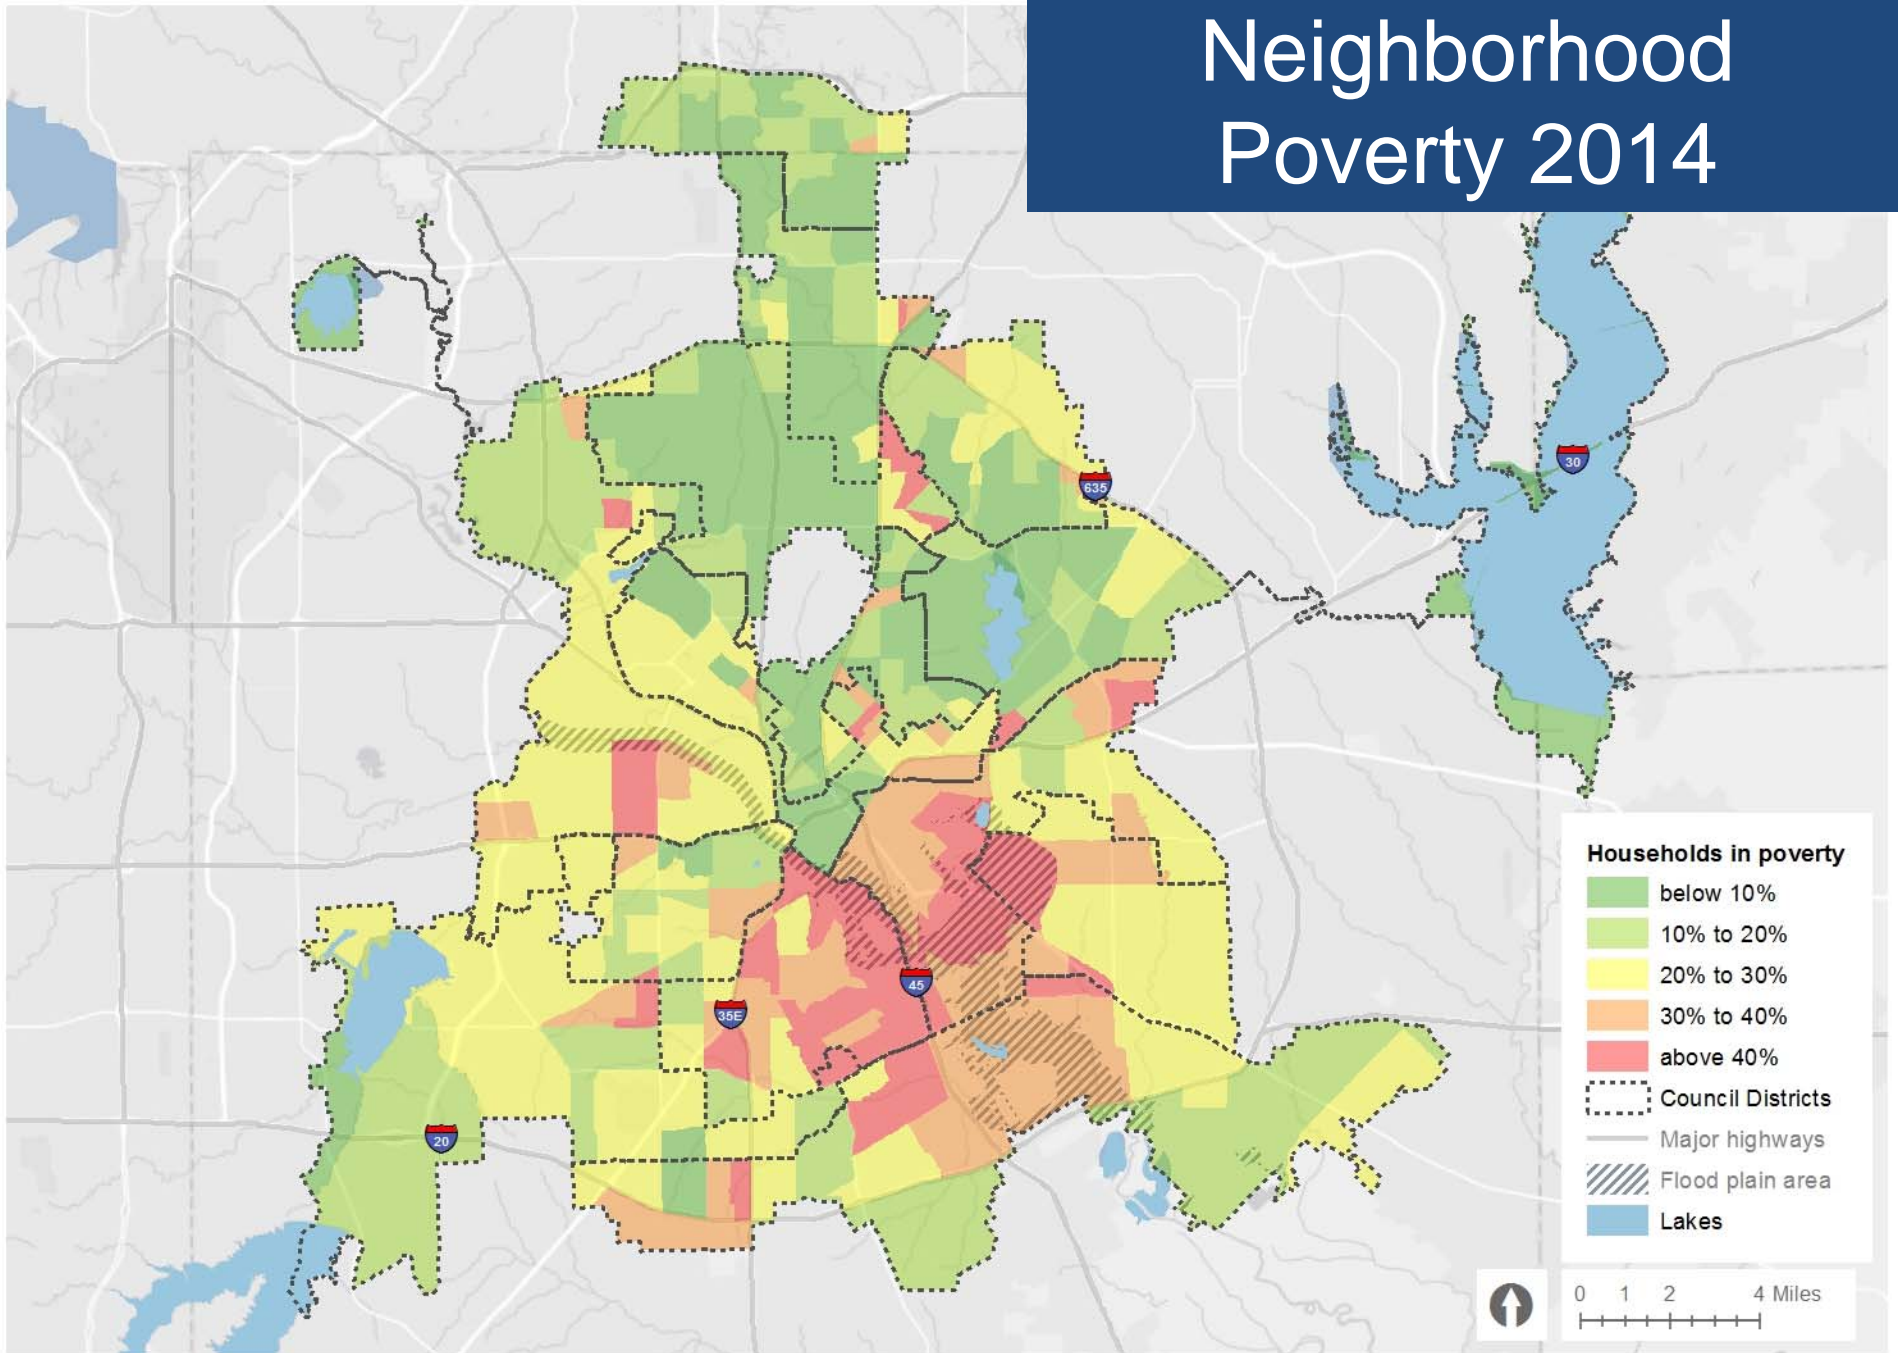 Neighborhood
Poverty 2014
30
635
45
35E
20
Households in poverty
below 10%
10% to 20%
20% to 30%
30% to 40%
above 40%
Council Districts
Major highways
Flood plain area
Lakes
0 1 2 4 Miles